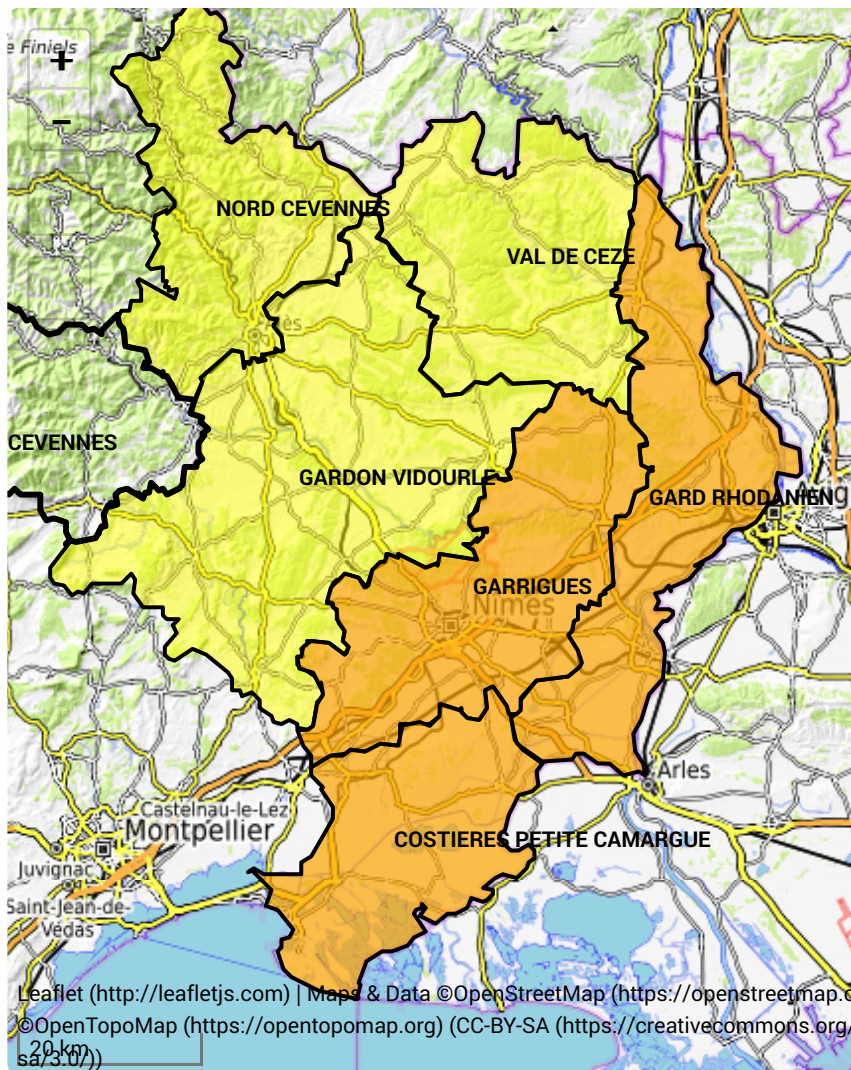 e Finiels
+
−
NORD CEVENNES
VAL DE CEZE
ès
CEVENNES
GARDON VIDOURLE
GARD RHODANIEN
GARRIGUES
Nîmes
Arles
Castelnau-le-Lez
Montpellier
COSTIERES PETITE CAMARGUE
Juvignac
Saint-Jean-de-
Védas
Leaflet (http://leafletjs.com) | Maps & Data ©OpenStreetMap (https://openstreetmap.o
©OpenTopoMap (https://opentopomap.org) (CC-BY-SA (https://creativecommons.org/
20 km
sa/3.0/))